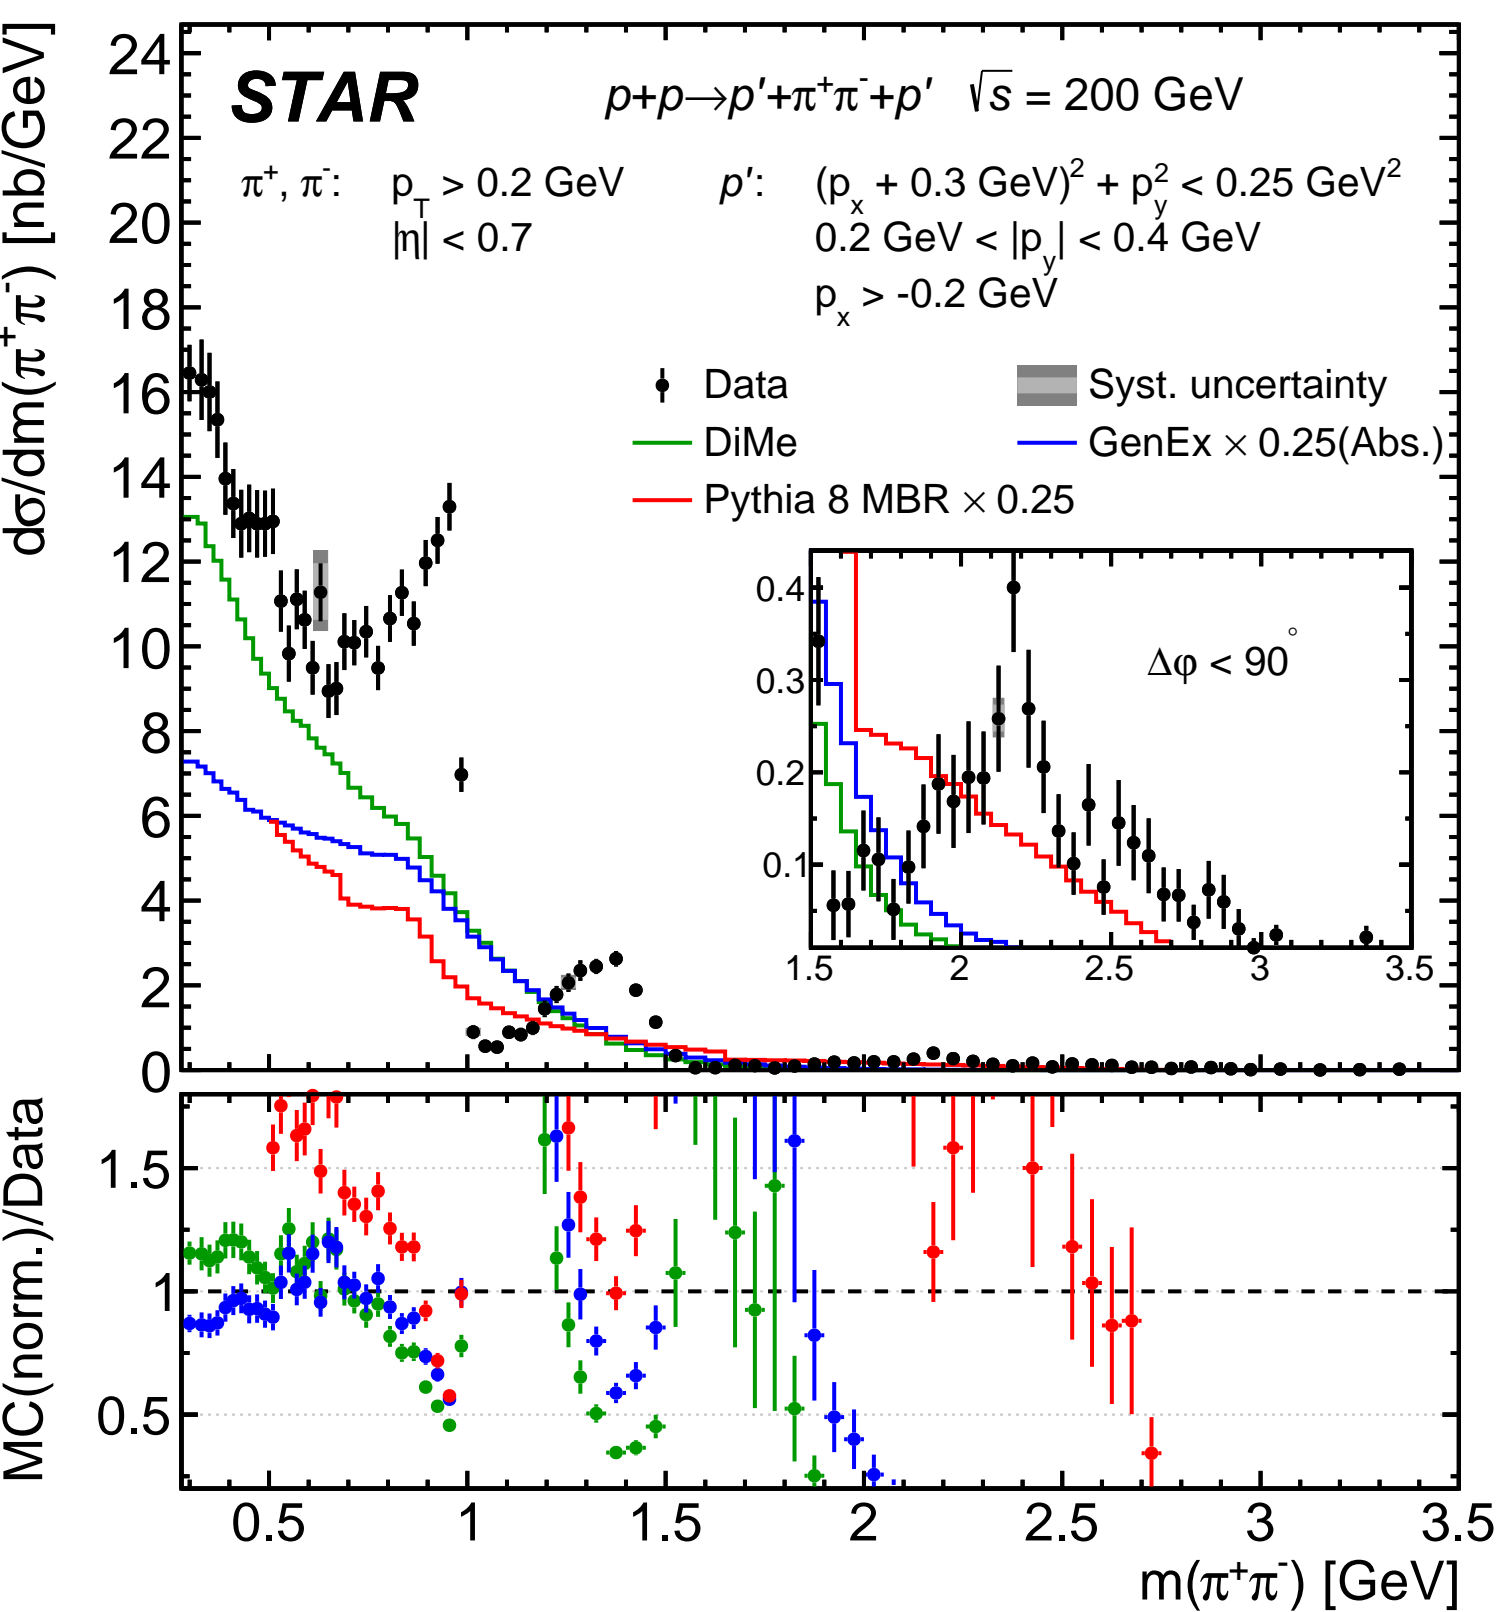 STAR
p+p→p′+π⁺π⁻+p′ √s = 200 GeV
π⁺, π⁻: p_T > 0.2 GeV
|η| < 0.7
p′: (p_x + 0.3 GeV)² + p_y² < 0.25 GeV²
0.2 GeV < |p_y| < 0.4 GeV
p_x > -0.2 GeV
Data
Syst. uncertainty
DiMe
GenEx × 0.25(Abs.)
Pythia 8 MBR × 0.25
dσ/dm(π⁺π⁻) [nb/GeV]
24
22
20
18
16
14
12
10
8
6
4
2
0
Δφ < 90°
0.4
0.3
0.2
0.1
1.5 2 2.5 3 3.5
MC(norm.)/Data
1.5
1
0.5
0.5 1 1.5 2 2.5 3 3.5
m(π⁺π⁻) [GeV]